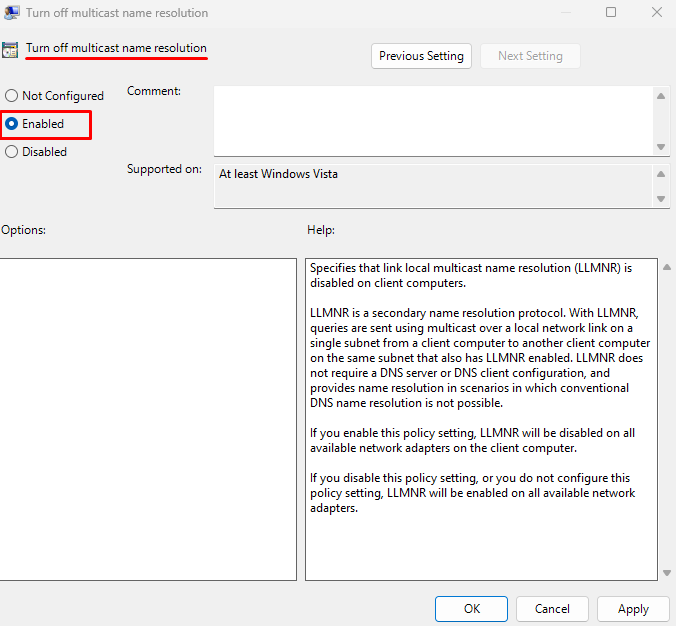 Turn off multicast name resolution
Turn off multicast name resolution
Previous Setting
Next Setting
Not Configured
Comment:
Enabled
Disabled
Supported on:
At least Windows Vista
Options:
Help:
Specifies that link local multicast name resolution (LLMNR) is
disabled on client computers.
LLMNR is a secondary name resolution protocol. With LLMNR,
queries are sent using multicast over a local network link on a
single subnet from a client computer to another client computer
on the same subnet that also has LLMNR enabled. LLMNR does
not require a DNS server or DNS client configuration, and
provides name resolution in scenarios in which conventional
DNS name resolution is not possible.
If you enable this policy setting, LLMNR will be disabled on all
available network adapters on the client computer.
If you disable this policy setting, or you do not configure this
policy setting, LLMNR will be enabled on all available network
adapters.
OK
Cancel
Apply